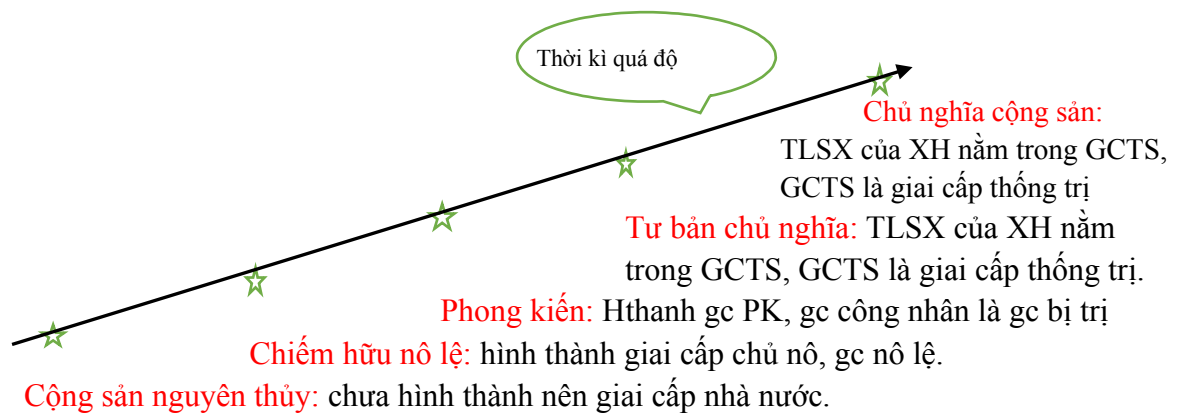 Thời kì quá độ
Chủ nghĩa cộng sản:
TLSX của XH nằm trong GCTS,
GCTS là giai cấp thống trị
Tư bản chủ nghĩa: TLSX của XH nằm
trong GCTS, GCTS là giai cấp thống trị.
Phong kiến: Hthanh gc PK, gc công nhân là gc bị trị
Chiếm hữu nô lệ: hình thành giai cấp chủ nô, gc nô lệ.
Cộng sản nguyên thủy: chưa hình thành nên giai cấp nhà nước.